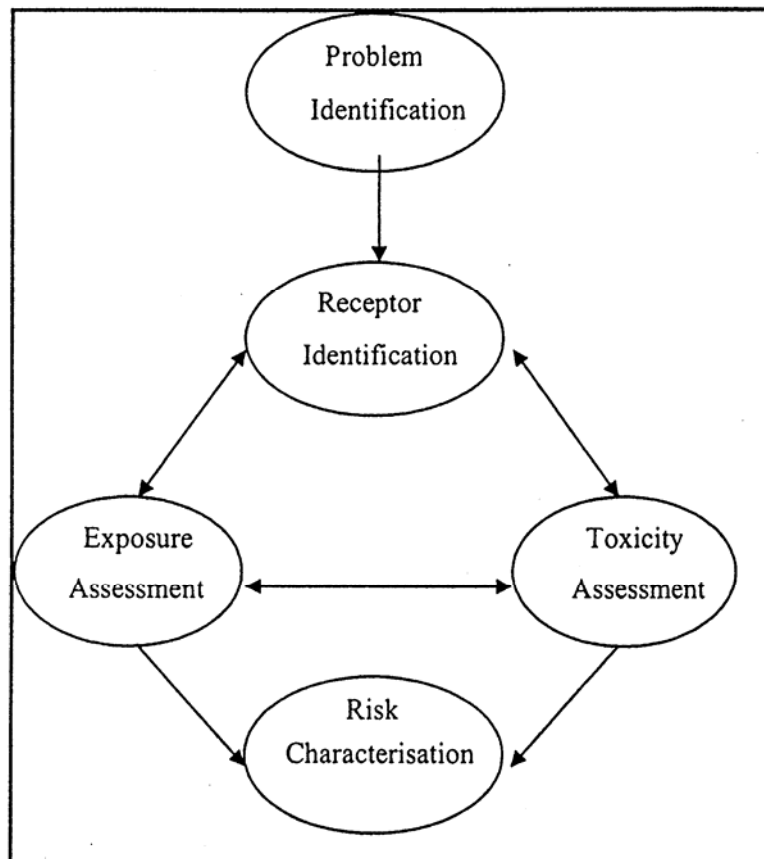 Problem
Identification
Receptor
Identification
Exposure
Assessment
Toxicity
Assessment
Risk
Characterisation